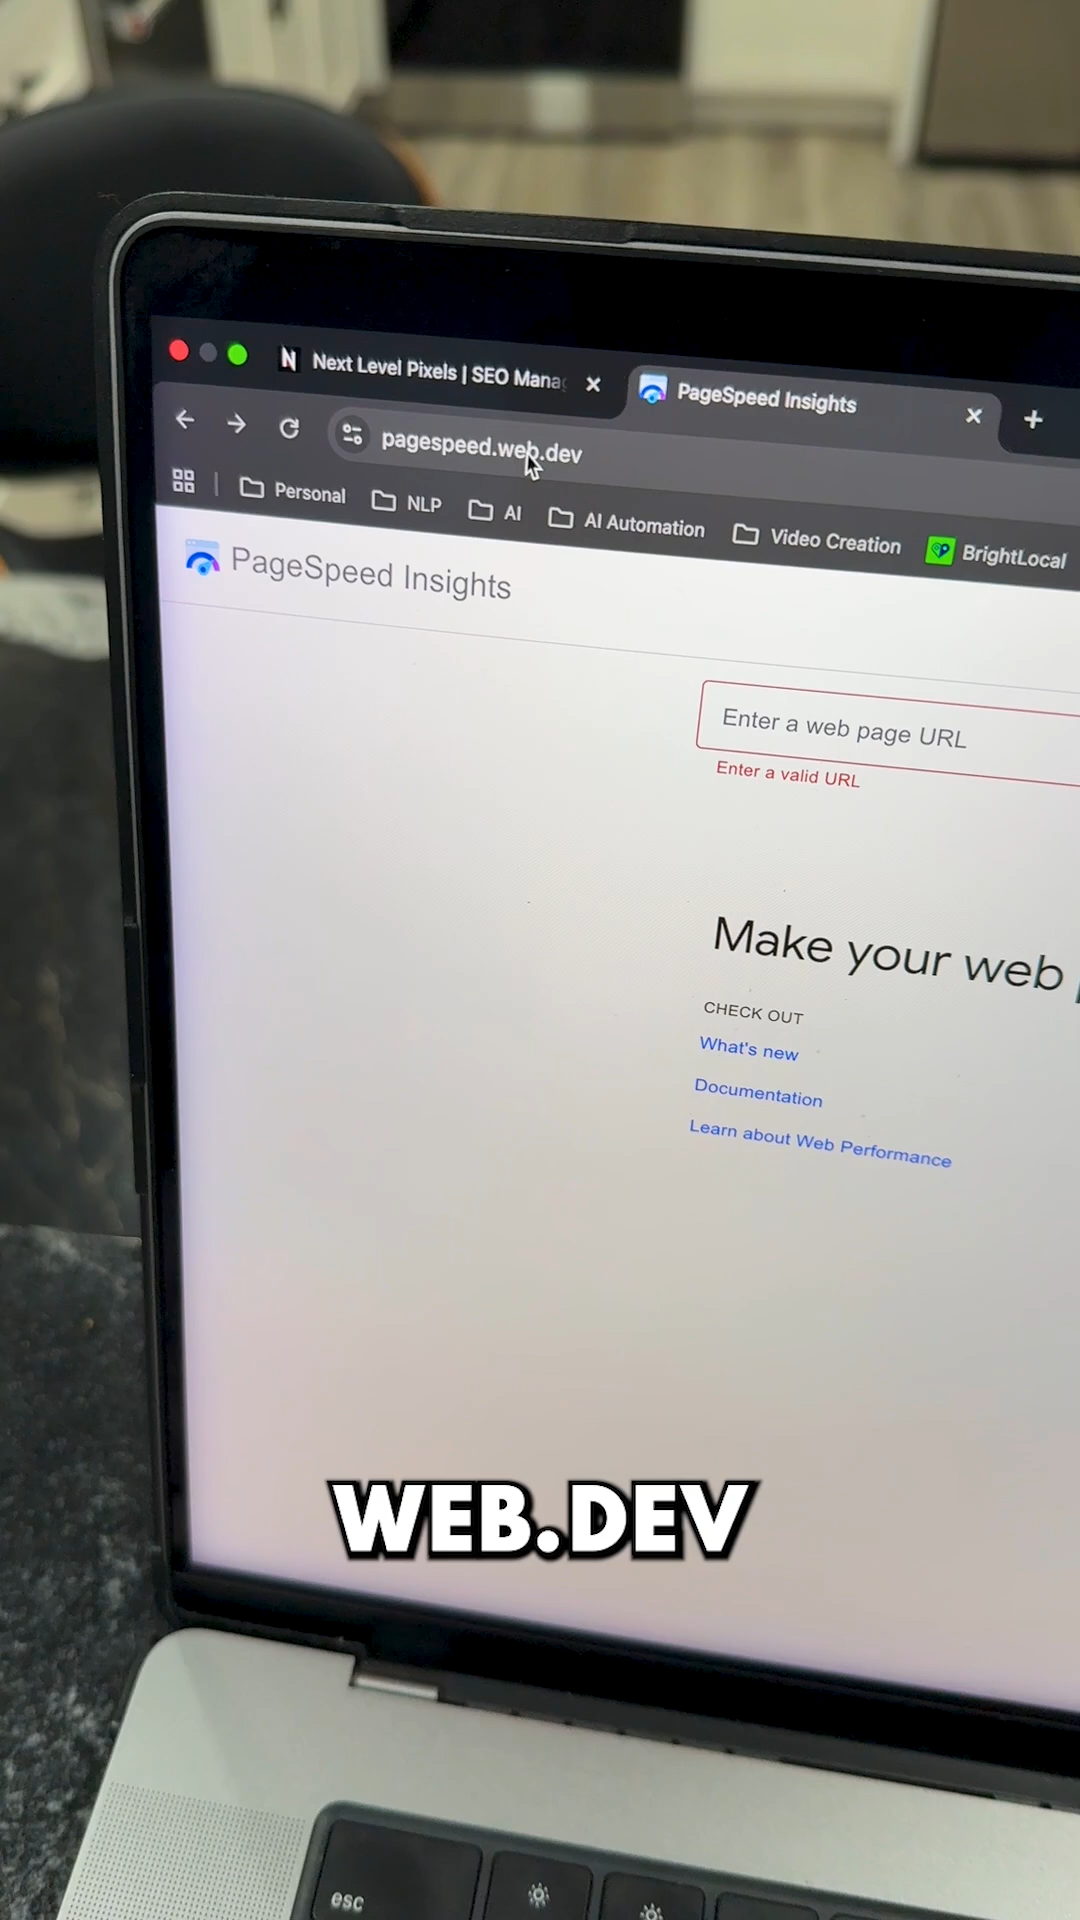 N Next Level Pixels | SEO Mana
PageSpeed Insights
pagespeed.web.dev
Personal
NLP
AI
AI Automation
Video Creation
BrightLocal
PageSpeed Insights
Enter a web page URL
Enter a valid URL
Make your web
CHECK OUT
What's new
Documentation
Learn about Web Performance
WEB.DEV
esc